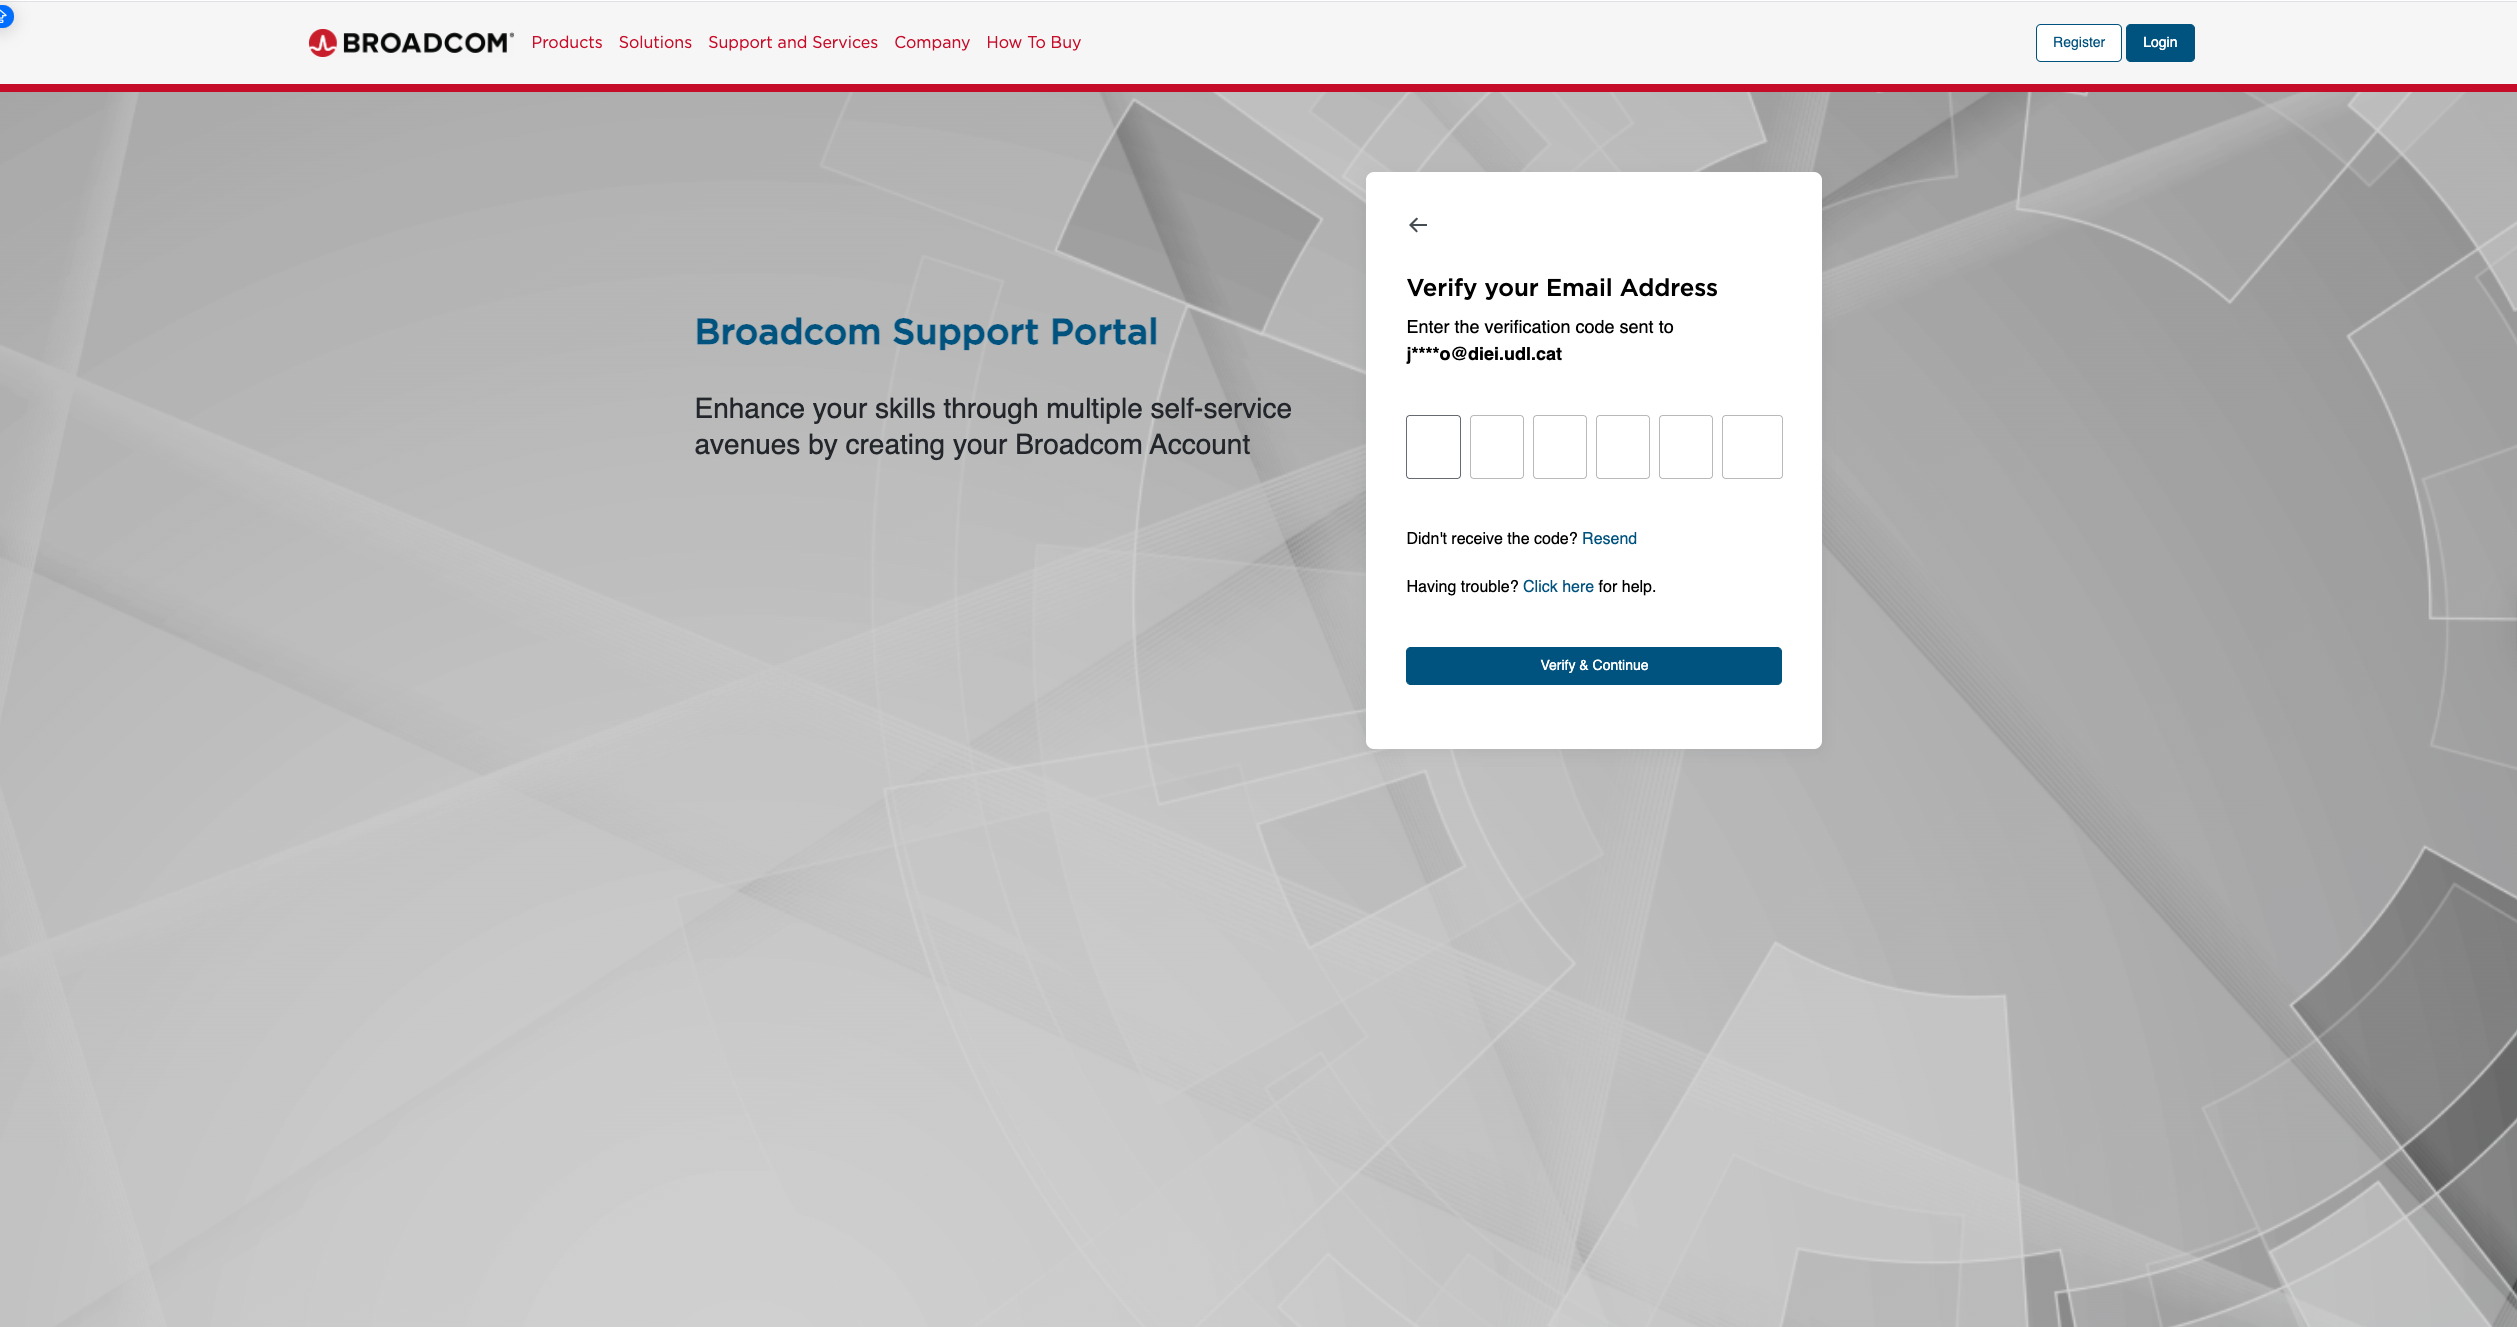 BROADCOM®
Products Solutions Support and Services Company How To Buy
Register Login
Broadcom Support Portal
Enhance your skills through multiple self-service
avenues by creating your Broadcom Account
Verify your Email Address
Enter the verification code sent to
j****o@diei.udl.cat
Didn't receive the code? Resend
Having trouble? Click here for help.
Verify & Continue